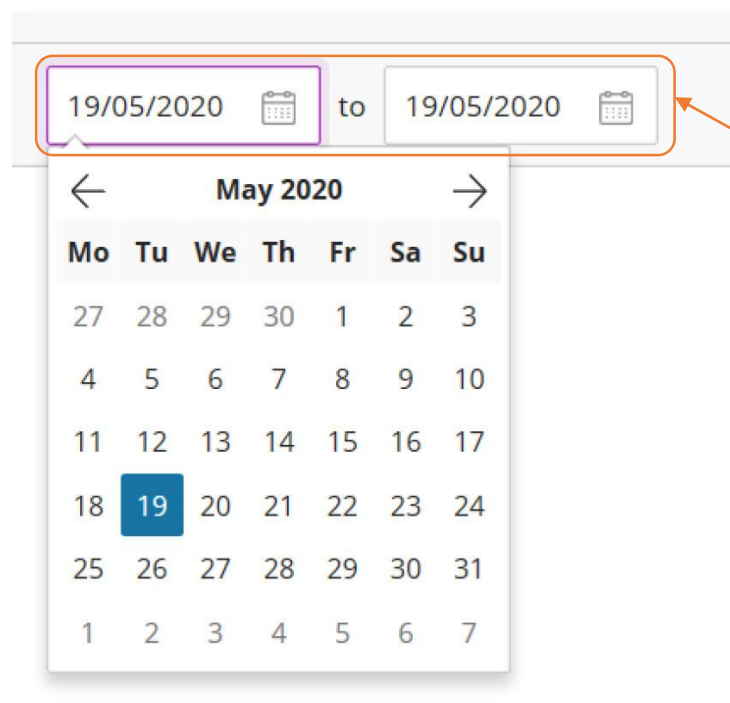 19/05/2020 to 19/05/2020
May 2020
Mo Tu We Th Fr Sa Su
27 28 29 30 1 2 3
4 5 6 7 8 9 10
11 12 13 14 15 16 17
18 19 20 21 22 23 24
25 26 27 28 29 30 31
1 2 3 4 5 6 7